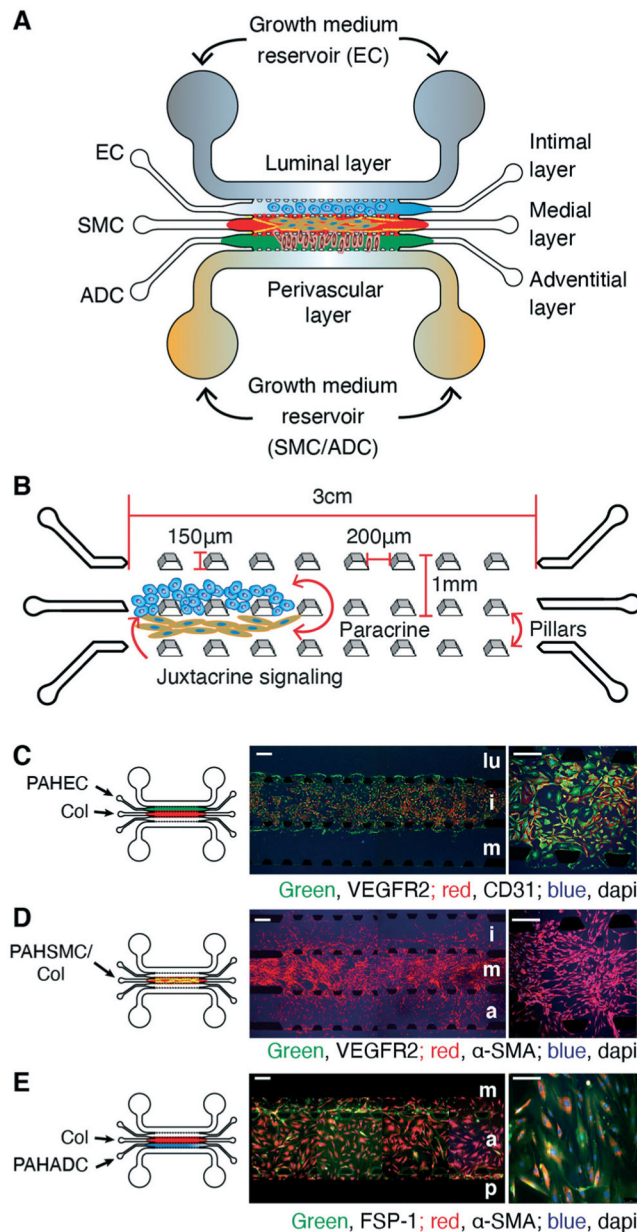 A
Growth medium
reservoir (EC)
EC
Luminal layer
Intimal
layer
SMC
Medial
layer
ADC
Perivascular
layer
Adventitial
layer
Growth medium
reservoir
(SMC/ADC)
B
3cm
150μm
200μm
1mm
Paracrine
Pillars
Juxtacrine signaling
C
PAHEC
Col
lu
i
m
Green, VEGFR2; red, CD31; blue, dapi
D
PAHSMC/
Col
i
m
a
Green, VEGFR2; red, α-SMA; blue, dapi
E
Col
PAHADC
m
a
p
Green, FSP-1; red, α-SMA; blue, dapi